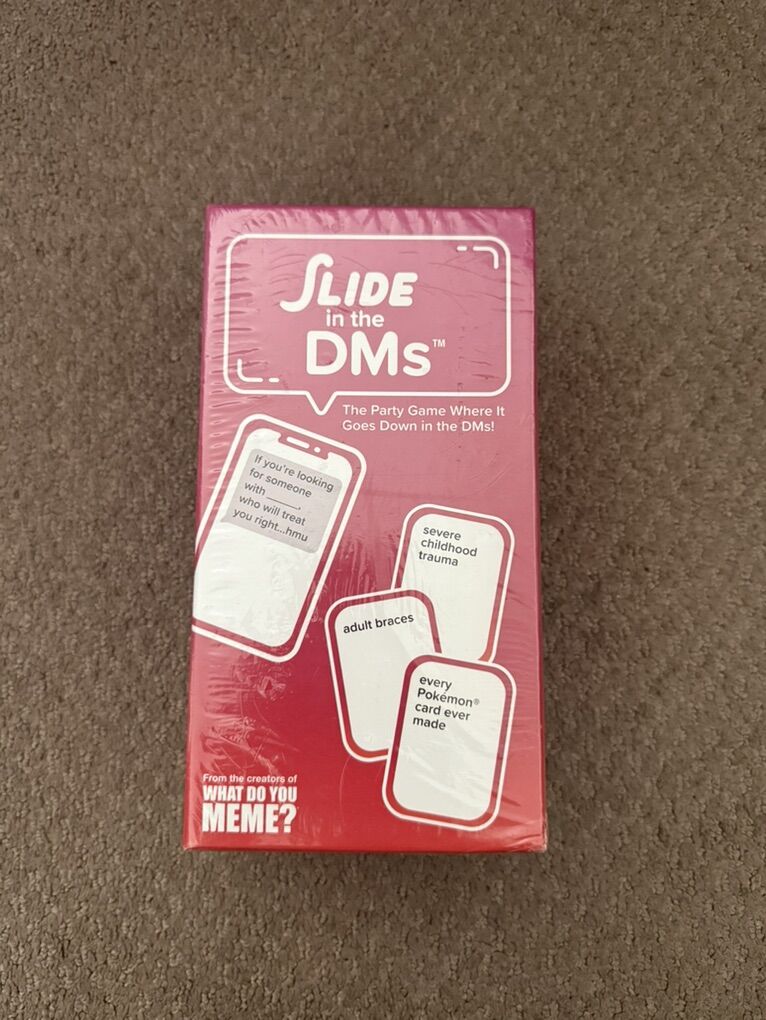 SLIDE
in the
DMs™
The Party Game Where It
Goes Down in the DMs!
If you're looking
for someone
with _____,
who will treat
you right...hmu
severe
childhood
trauma
adult braces
every
Pokémon®
card ever
made
From the creators of
WHAT DO YOU
MEME?